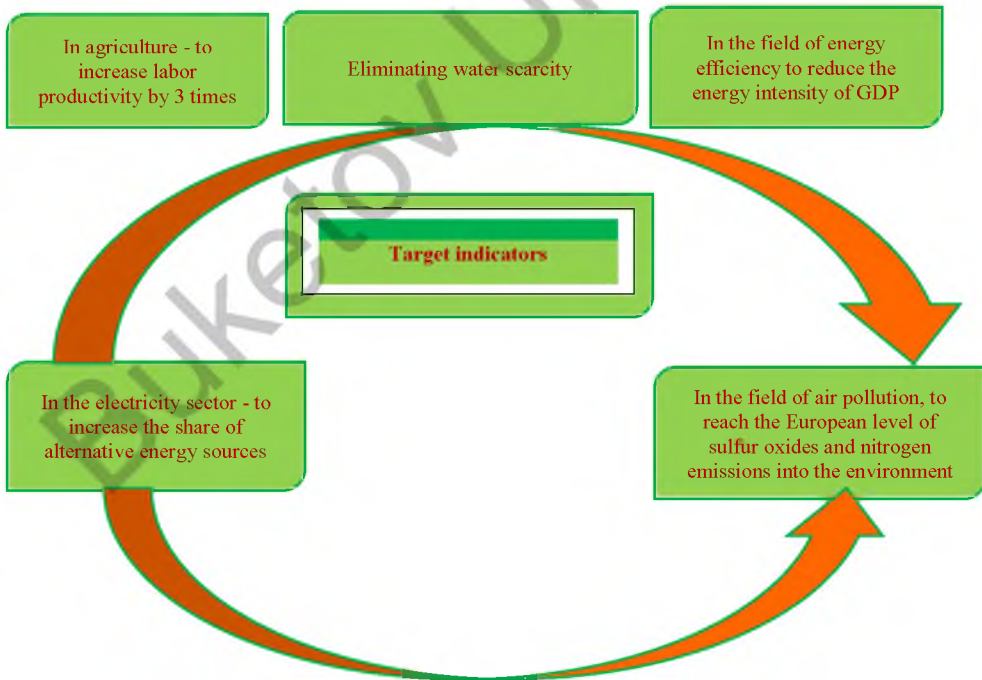 In agriculture - to
increase labor
productivity by 3 times
Eliminating water scarcity
In the field of energy
efficiency to reduce the
energy intensity of GDP
Target indicators
In the electricity sector - to
increase the share of
alternative energy sources
In the field of air pollution, to
reach the European level of
sulfur oxides and nitrogen
emissions into the environment
Buketov